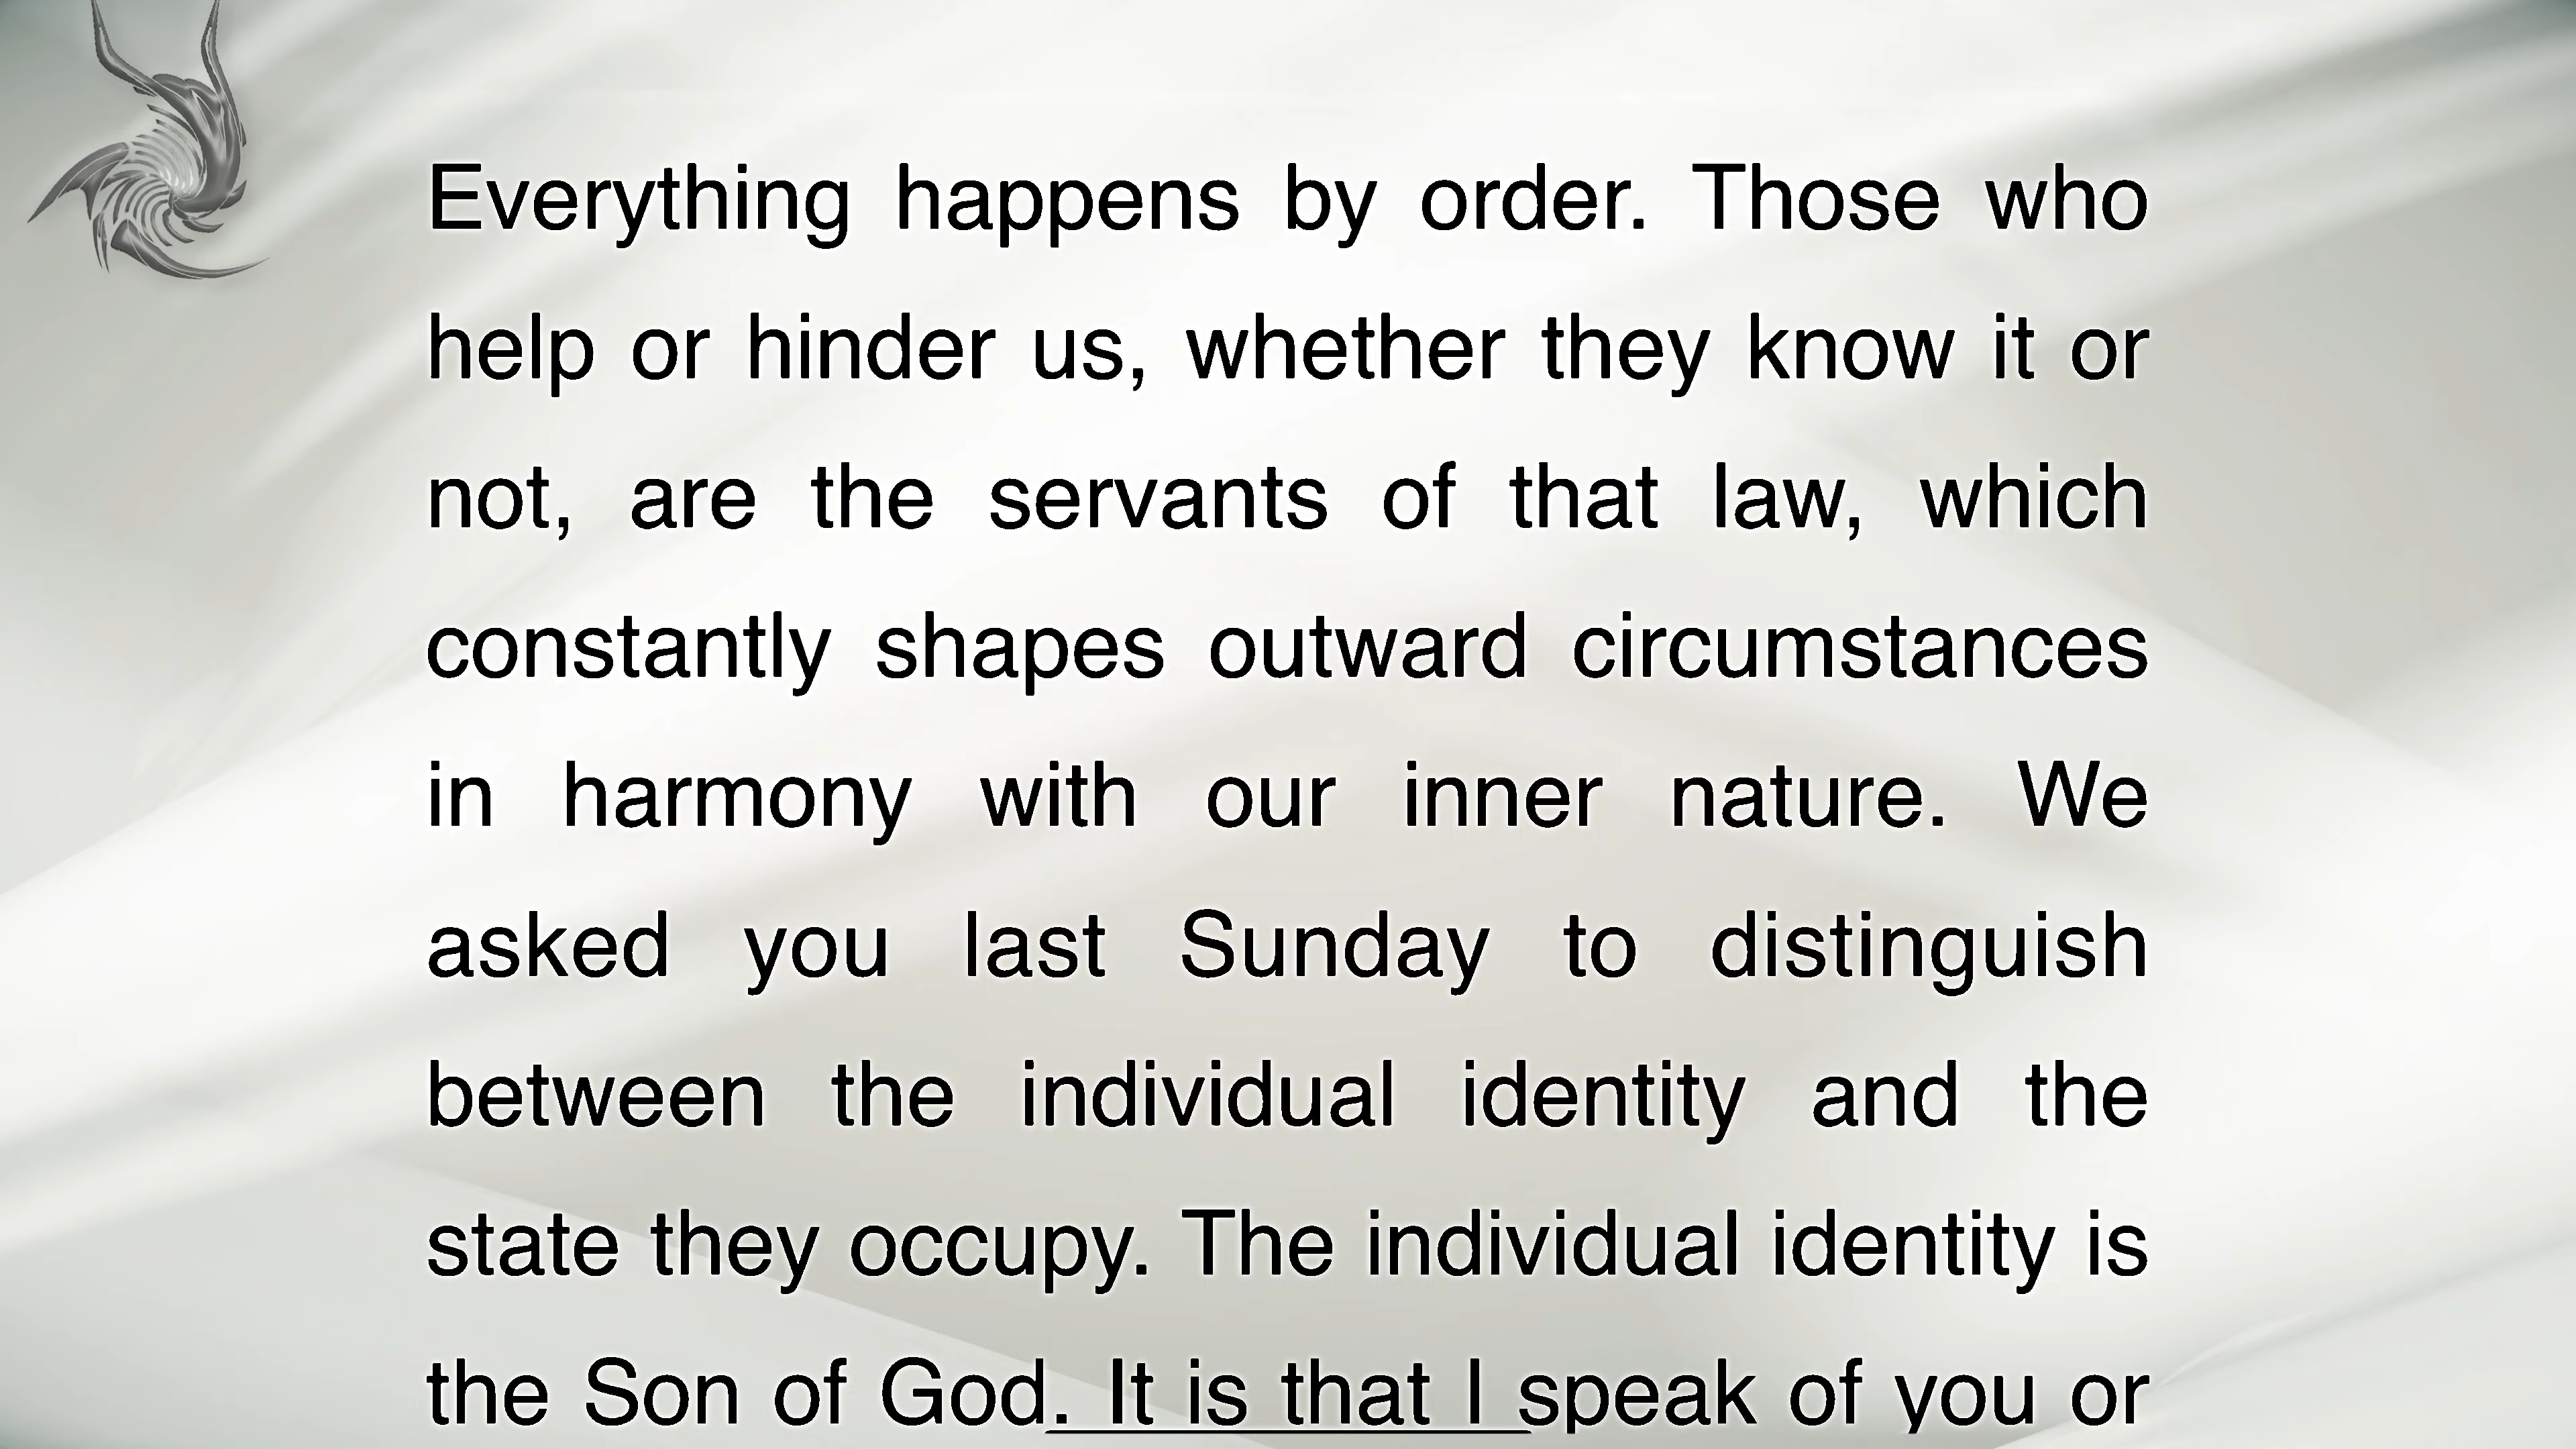 Everything happens by order. Those who
help or hinder us, whether they know it or
not, are the servants of that law, which
constantly shapes outward circumstances
in harmony with our inner nature. We
asked you last Sunday to distinguish
between the individual identity and the
state they occupy. The individual identity is
the Son of God. It is that I speak of you or